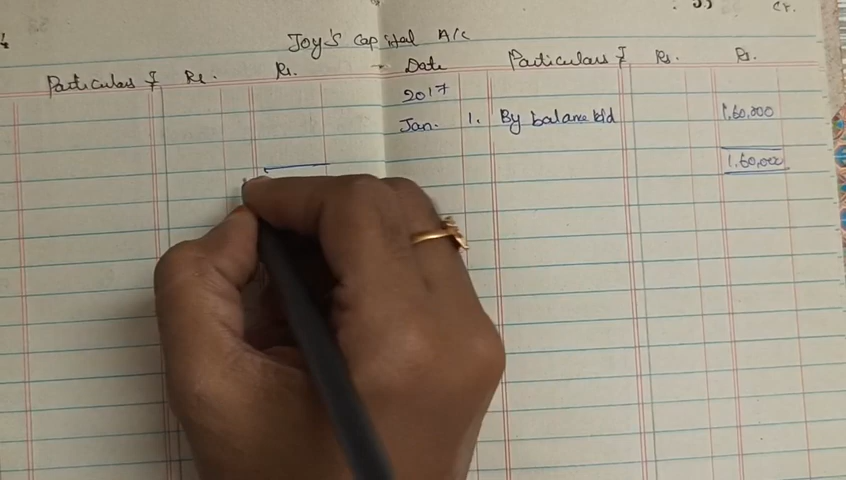 Cr.
Joy's Capital A/c
Particulars F Rs. Rs. Date Particulars F Rs. Rs.
2017
Jan. 1. By balance b/d 1,60,000
1,60,000